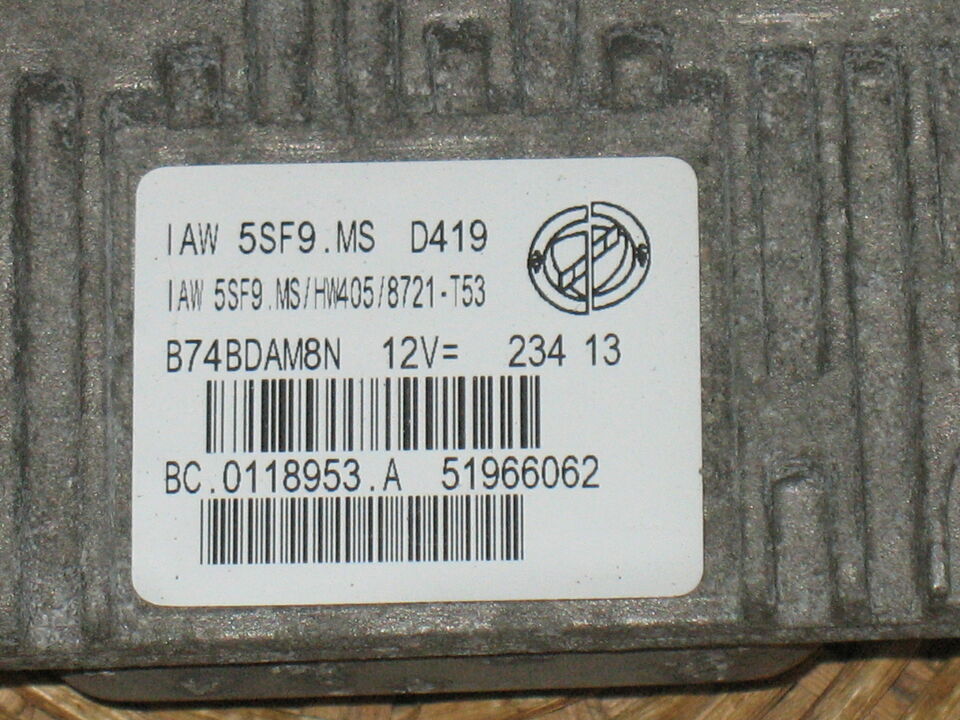 IAW 5SF9.MS D419
IAW 5SF9.MS/HW405/8721-T53
B74BDAM8N 12V= 234 13
BC.0118953.A 51966062